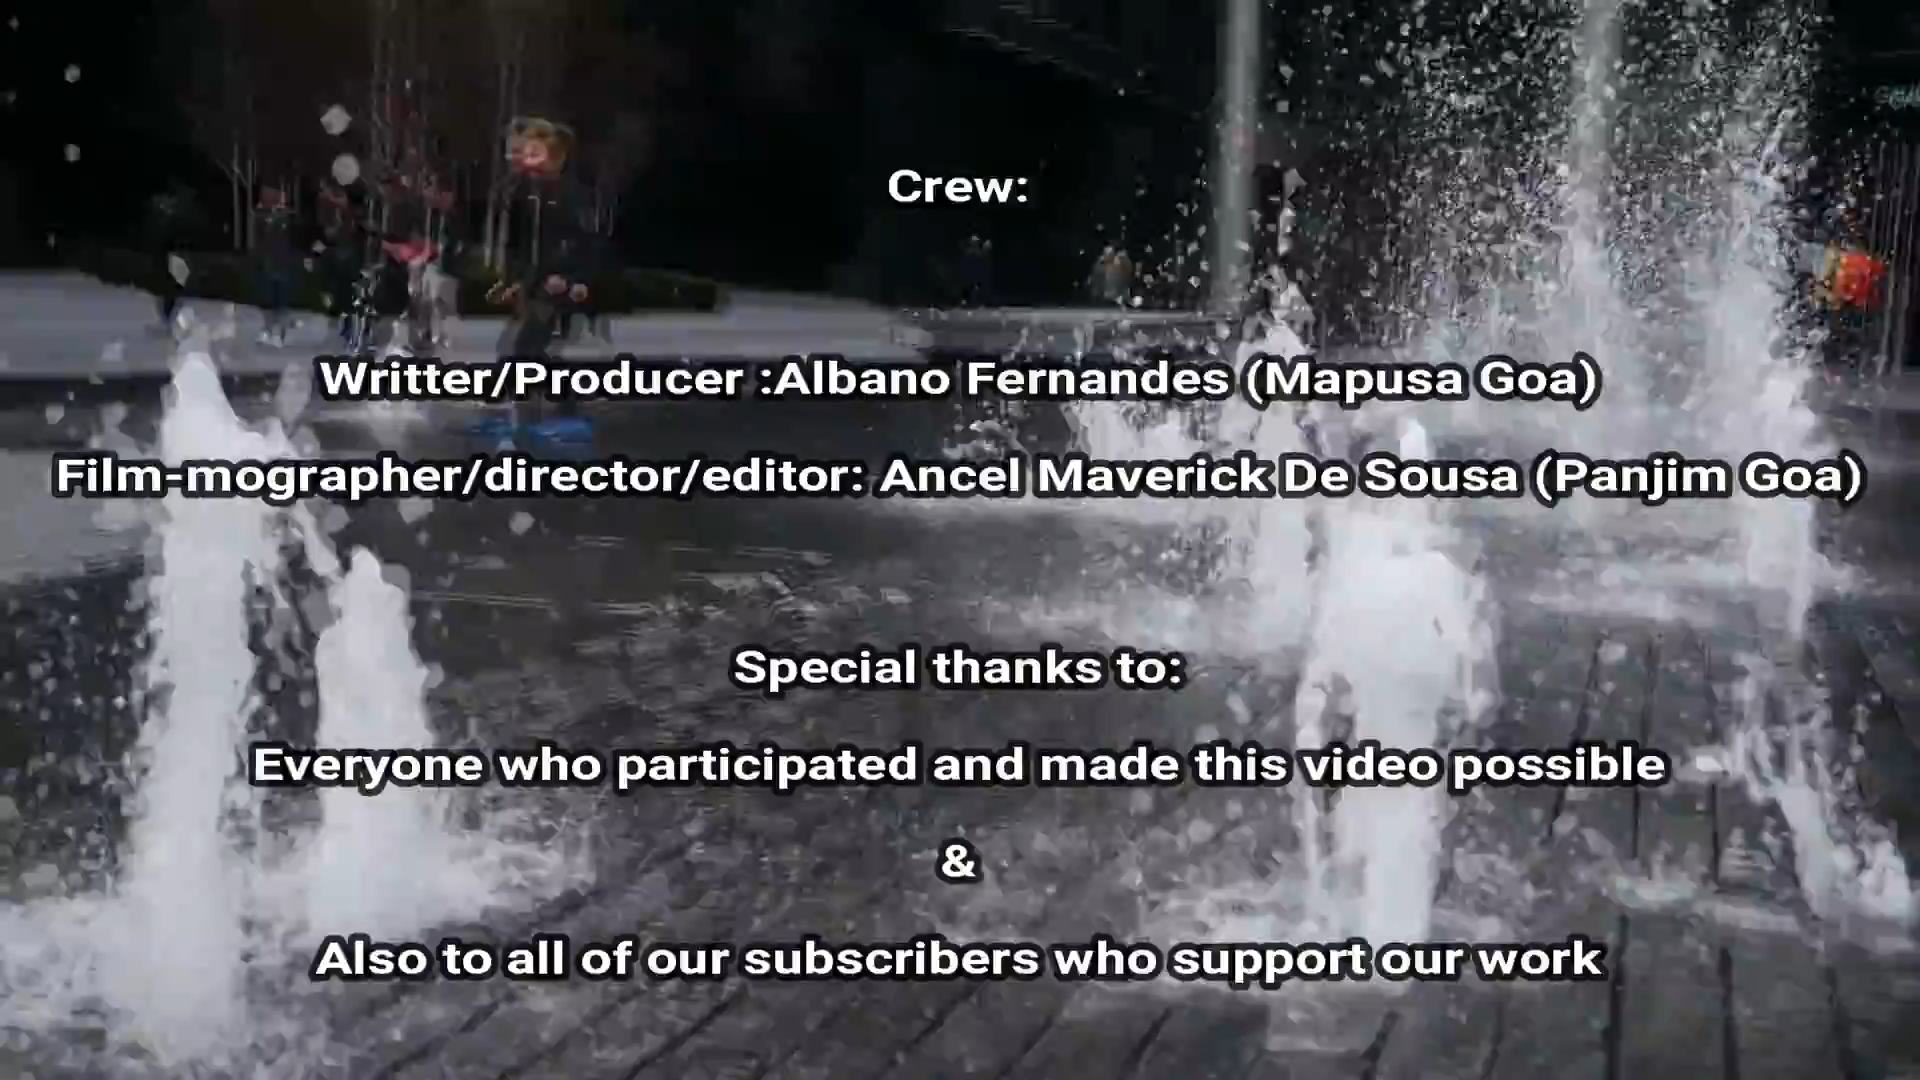 Crew:
Writter/Producer :Albano Fernandes (Mapusa Goa)
Film-mographer/director/editor: Ancel Maverick De Sousa (Panjim Goa)
Special thanks to:
Everyone who participated and made this video possible
&
Also to all of our subscribers who support our work